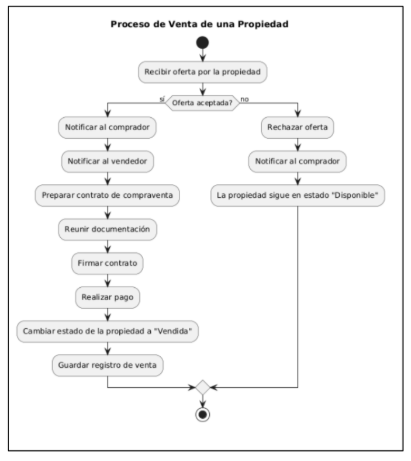 Proceso de Venta de una Propiedad
Recibir oferta por la propiedad
sí
Oferta aceptada?
no
Notificar al comprador
Rechazar oferta
Notificar al vendedor
Notificar al comprador
Preparar contrato de compraventa
La propiedad sigue en estado "Disponible"
Reunir documentación
Firmar contrato
Realizar pago
Cambiar estado de la propiedad a "Vendida"
Guardar registro de venta